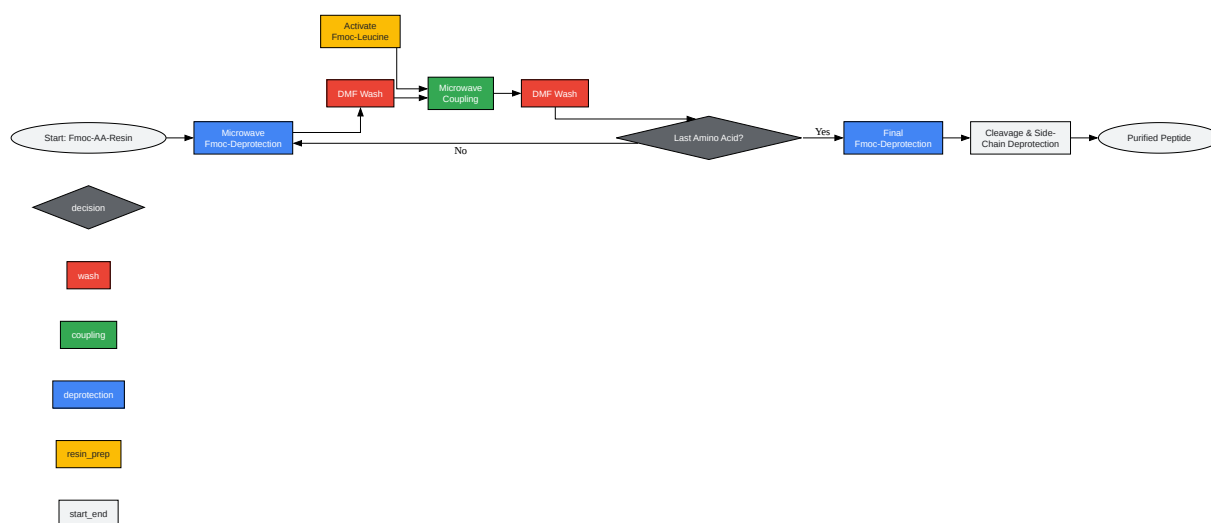 Activate
Fmoc-Leucine
DMF Wash
Microwave
Coupling
DMF Wash
Start: Fmoc-AA-Resin
Microwave
Fmoc-Deprotection
Last Amino Acid?
Yes
Final
Fmoc-Deprotection
Cleavage & Side-
Chain Deprotection
Purified Peptide
No
decision
wash
coupling
deprotection
resin_prep
start_end